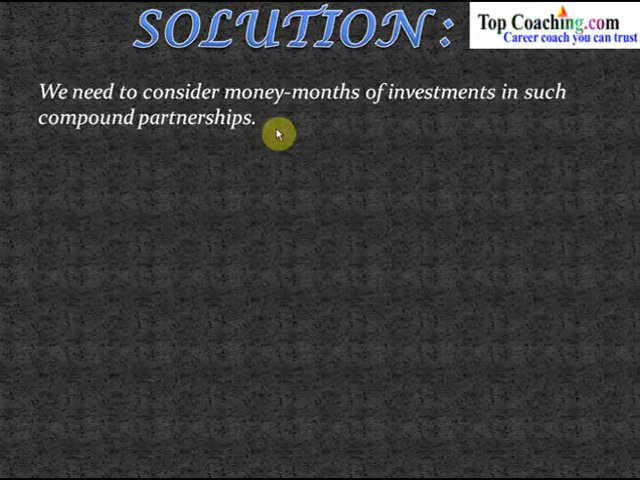 SOLUTION :
Top Coaching.com
Career coach you can trust
We need to consider money-months of investments in such
compound partnerships.